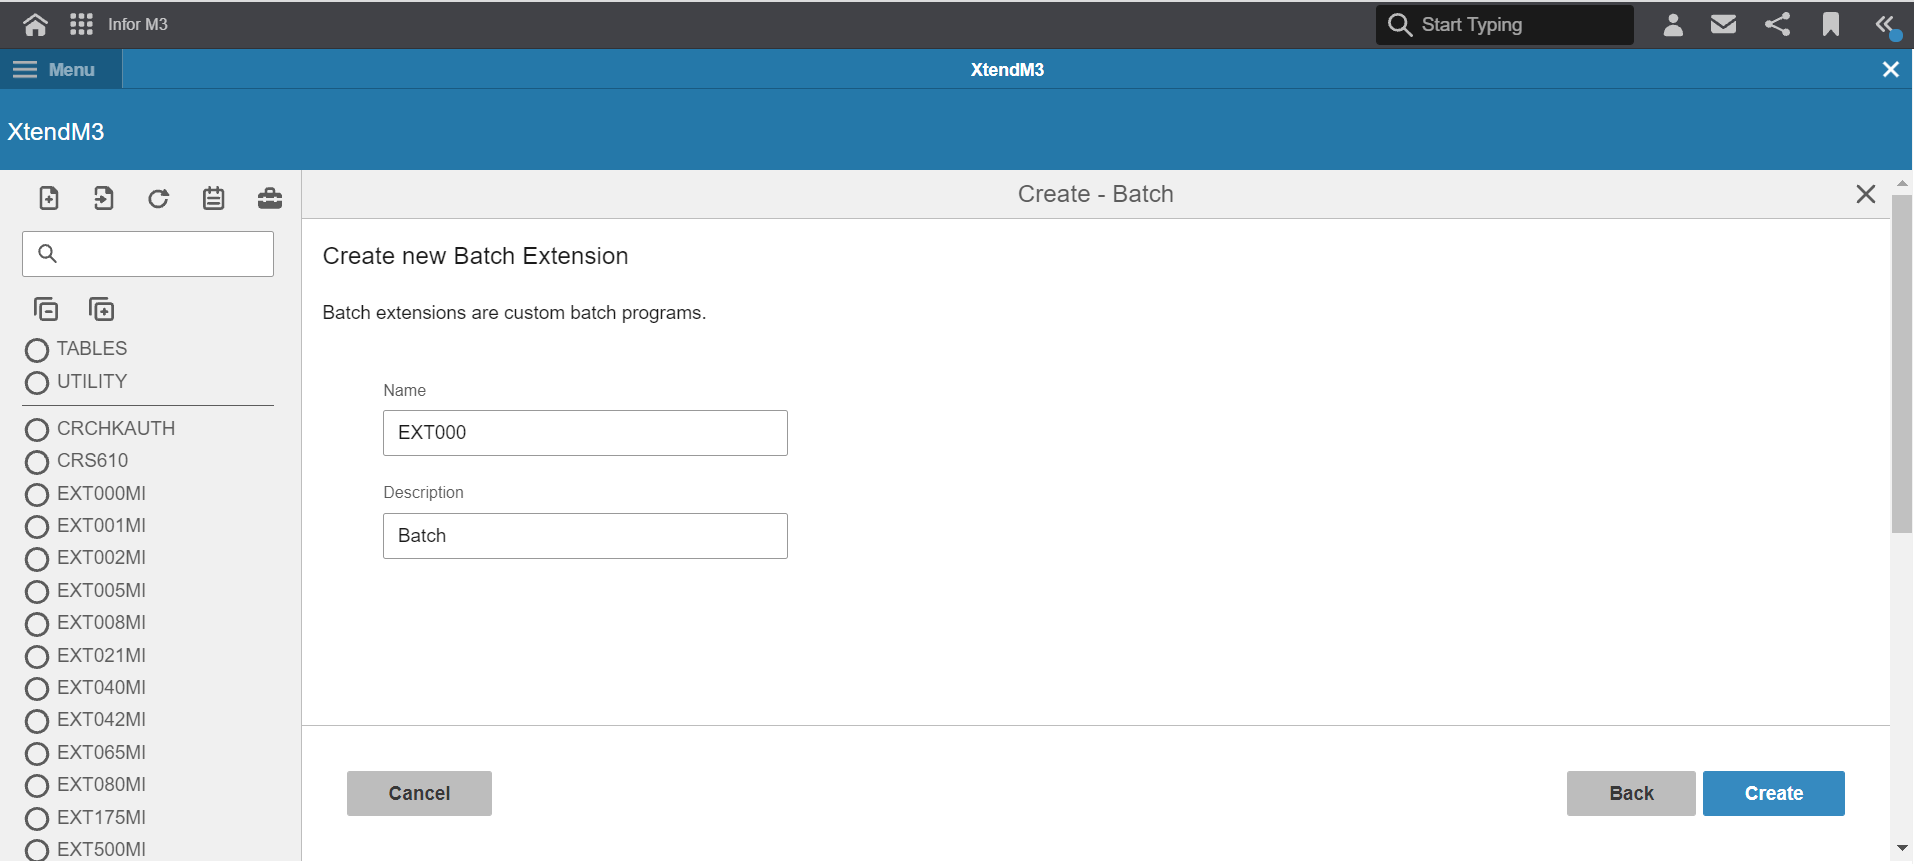 Infor M3
Start Typing
Menu
XtendM3
XtendM3
Create - Batch
Create new Batch Extension
Batch extensions are custom batch programs.
TABLES
UTILITY
Name
CRCHKAUTH
EXT000
CRS610
EXT000MI
Description
EXT001MI
Batch
EXT002MI
EXT005MI
EXT008MI
EXT021MI
EXT040MI
EXT042MI
EXT065MI
EXT080MI
Cancel
Back
Create
EXT175MI
EXT500MI